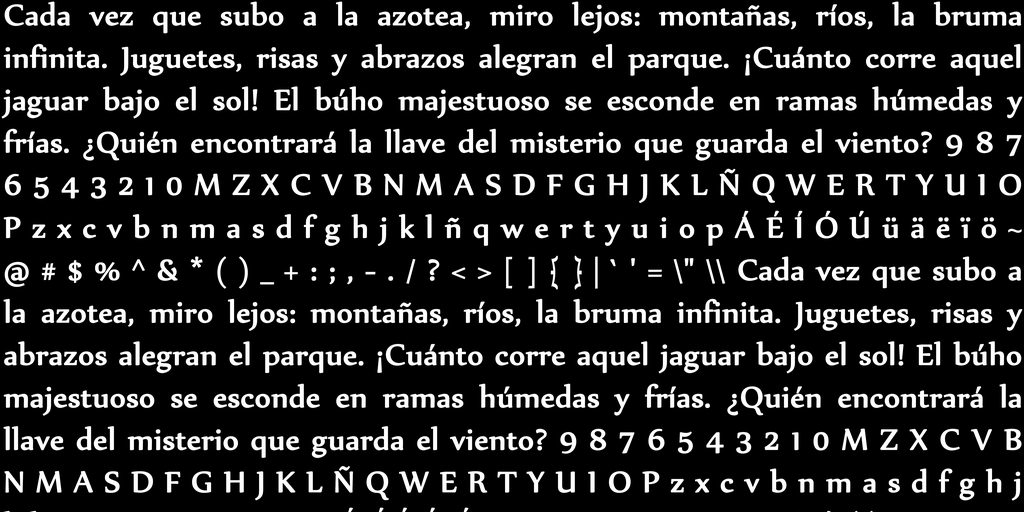 Cada vez que subo a la azotea, miro lejos: montañas, ríos, la bruma
infinita. Juguetes, risas y abrazos alegran el parque. ¡Cuánto corre aquel
jaguar bajo el sol! El búho majestuoso se esconde en ramas húmedas y
frías. ¿Quién encontrará la llave del misterio que guarda el viento? 9 8 7
6 5 4 3 2 1 0 M Z X C V B N M A S D F G H J K L Ñ Q W E R T Y U I O
P z x c v b n m a s d f g h j k l ñ q w e r t y u i o p Á É Í Ó Ú ü ä ë ï ö ~
@ # $ % ^ & * ( ) _ + : ; , - . / ? < > [ ] { } | ` ' = \" \\ Cada vez que subo a
la azotea, miro lejos: montañas, ríos, la bruma infinita. Juguetes, risas y
abrazos alegran el parque. ¡Cuánto corre aquel jaguar bajo el sol! El búho
majestuoso se esconde en ramas húmedas y frías. ¿Quién encontrará la
llave del misterio que guarda el viento? 9 8 7 6 5 4 3 2 1 0 M Z X C V B
N M A S D F G H J K L Ñ Q W E R T Y U I O P z x c v b n m a s d f g h j